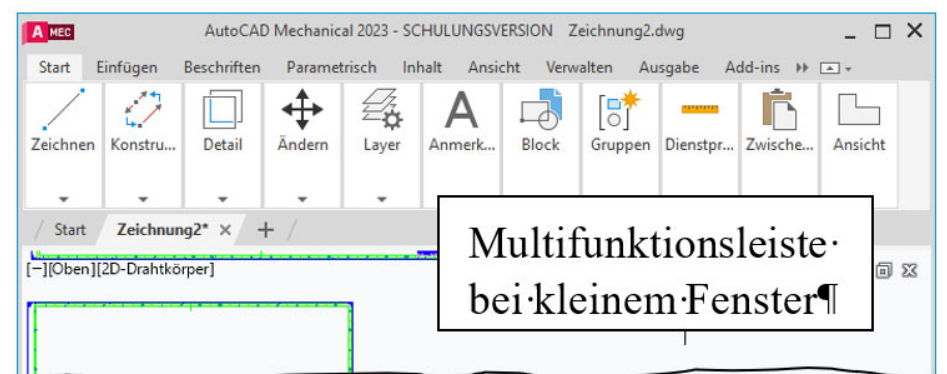 A MEC AutoCAD Mechanical 2023 - SCHULUNGSVERSION Zeichnung2.dwg
Start Einfügen Beschriften Parametrisch Inhalt Ansicht Verwalten Ausgabe Add-ins
Zeichnen Konstru... Detail Ändern Layer Anmerk... Block Gruppen Dienstpr... Zwische... Ansicht
Start Zeichnung2* × +
[−][Oben][2D-Drahtkörper]
Multifunktionsleiste·
bei·kleinem·Fenster¶